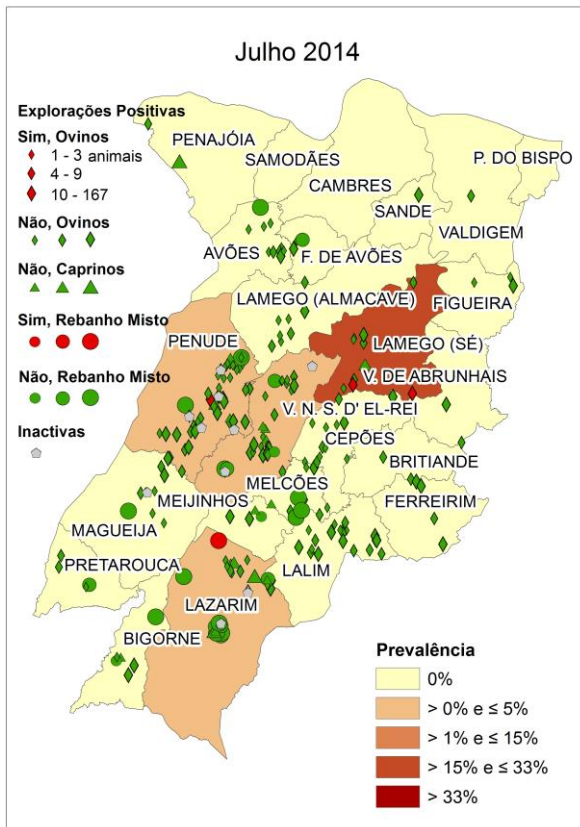 Julho 2014
Explorações Positivas
Sim, Ovinos
1 - 3 animais
4 - 9
10 - 167
Não, Ovinos
Não, Caprinos
Sim, Rebanho Misto
Não, Rebanho Misto
Inactivas
PENAJÓIA
SAMODÃES
P. DO BISPO
CAMBRES
SANDE
VALDIGEM
AVÕES
F. DE AVÕES
LAMEGO (ALMACAVE)
FIGUEIRA
PENUDE
LAMEGO (SÉ)
V. DE ABRUNHAIS
V. N. S. D' EL-REI
CEPÕES
BRITIANDE
MELCÕES
MEIJINHOS
FERREIRIM
MAGUEIJA
PRETAROUCA
LALIM
LAZARIM
BIGORNE
Prevalência
0%
> 0% e ≤ 5%
> 1% e ≤ 15%
> 15% e ≤ 33%
> 33%